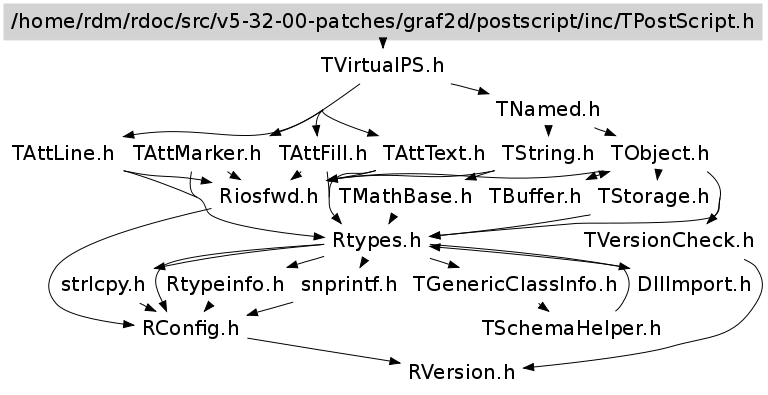 /home/rdm/rdoc/src/v5-32-00-patches/graf2d/postscript/inc/TPostScript.h
TVirtualPS.h
TNamed.h
TAttLine.h TAttMarker.h TAttFill.h TAttText.h TString.h TObject.h
Riosfwd.h TMathBase.h TBuffer.h TStorage.h
Rtypes.h TVersionCheck.h
strlcpy.h Rtypeinfo.h snprintf.h TGenericClassInfo.h DllImport.h
RConfig.h TSchemaHelper.h
RVersion.h